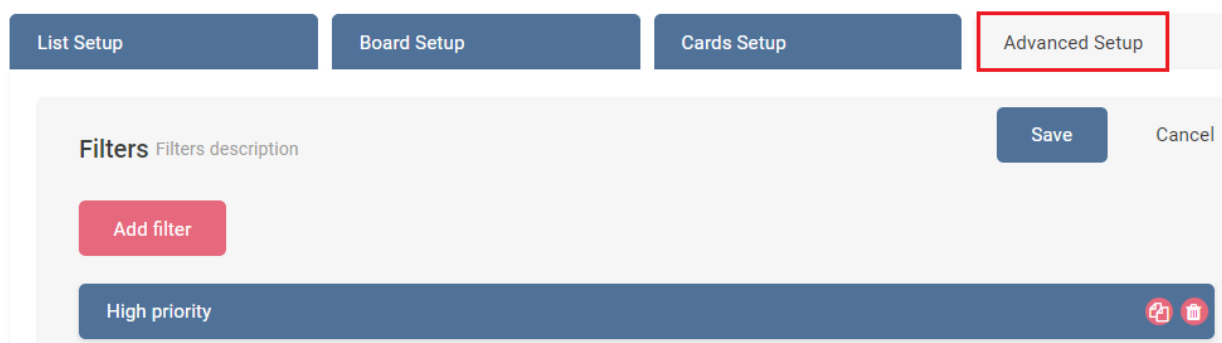 List Setup
Board Setup
Cards Setup
Advanced Setup
Filters Filters description
Save
Cancel
Add filter
High priority